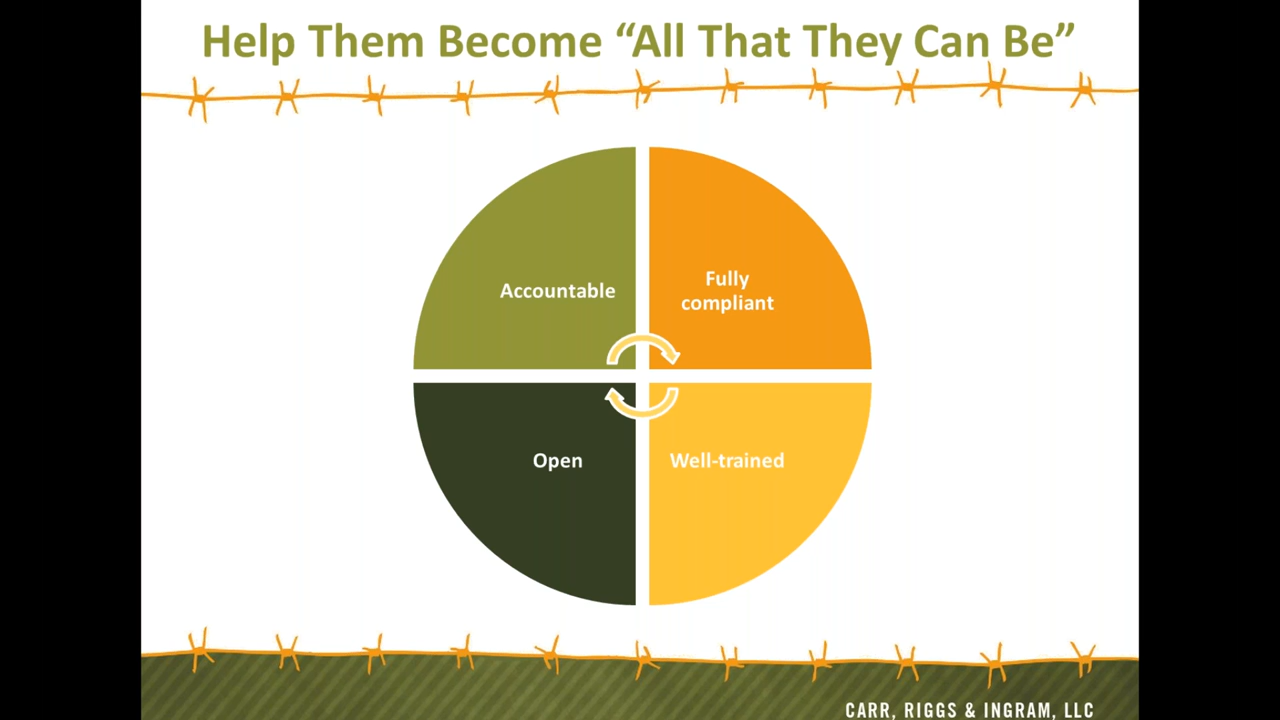 Help Them Become “All That They Can Be”
Accountable
Fully
compliant
Open
Well-trained
CARR, RIGGS & INGRAM, LLC